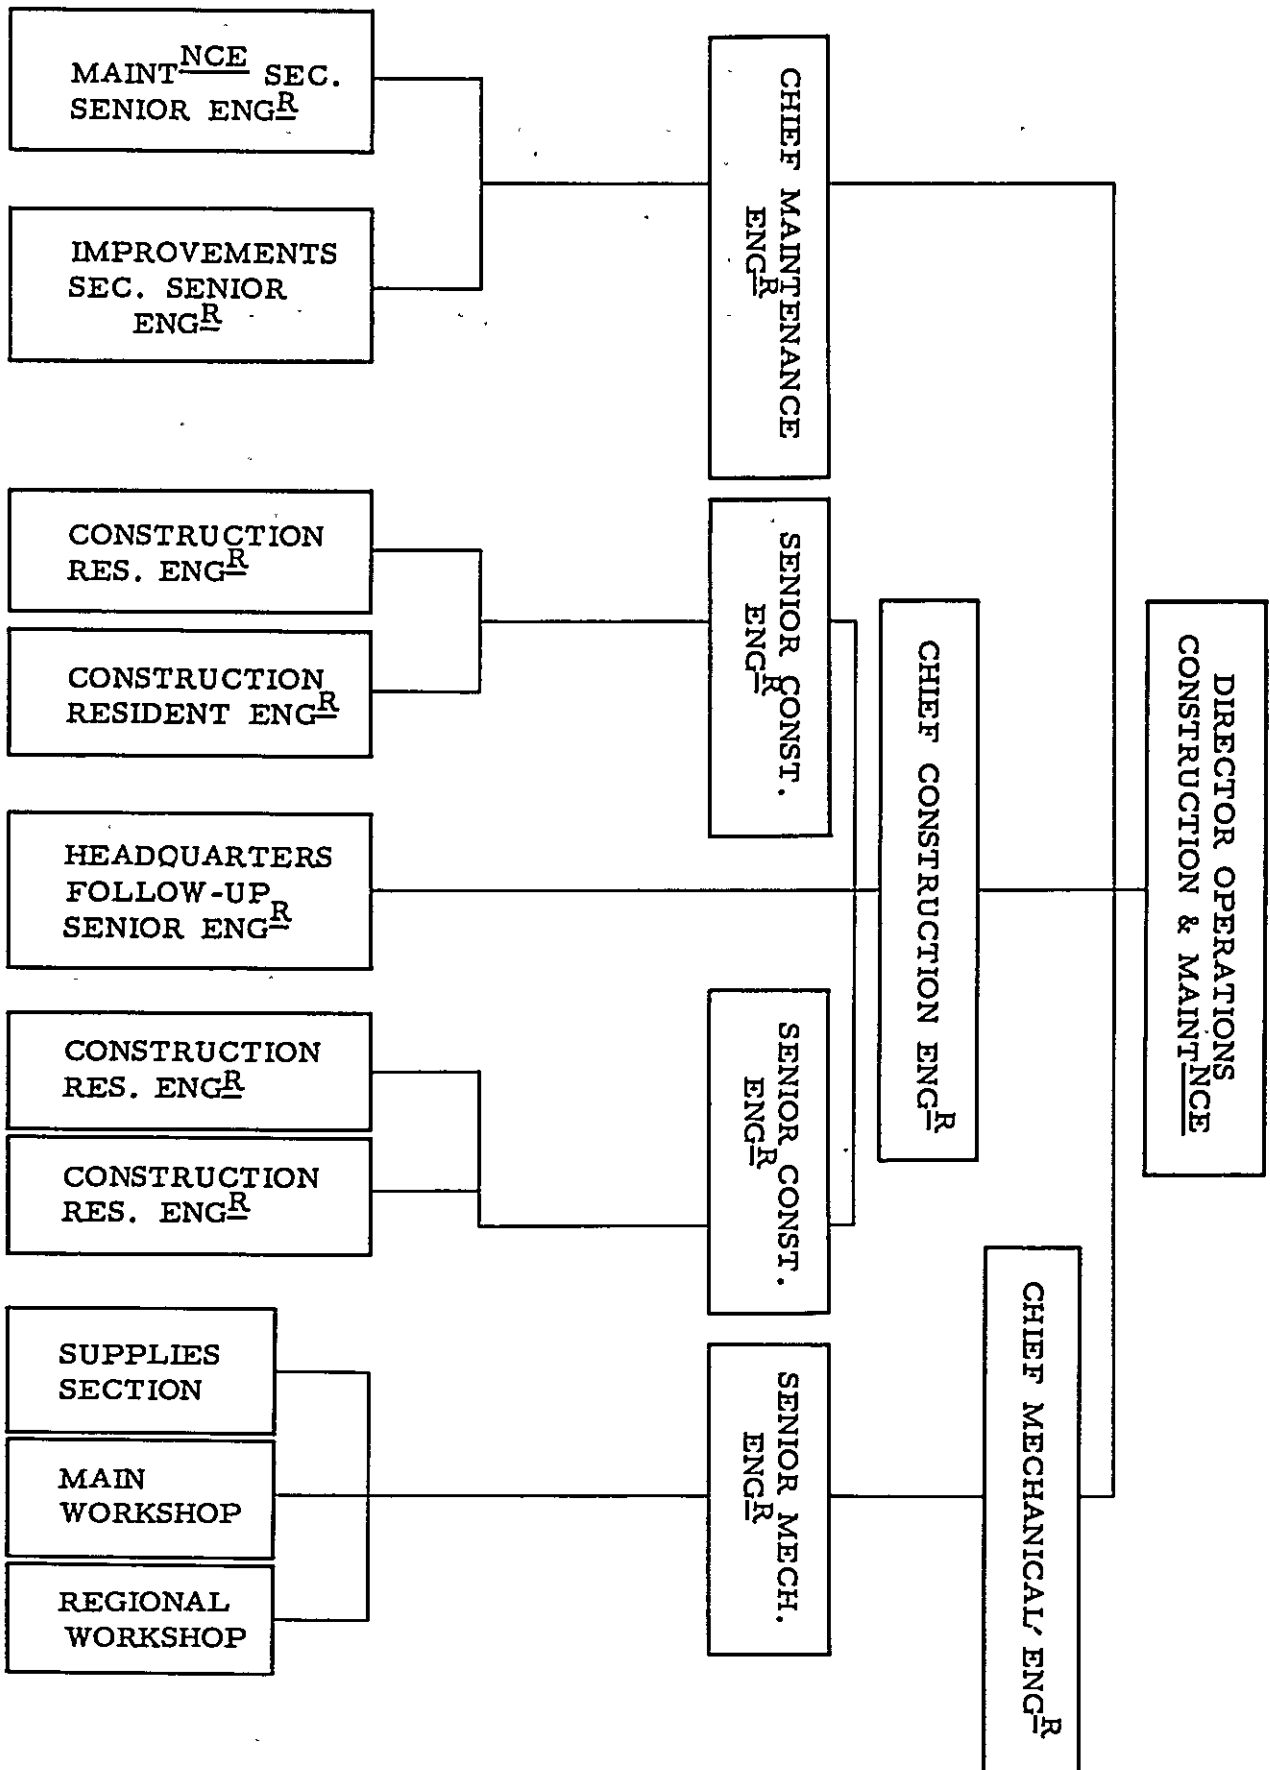 MAINTNCE SEC.
SENIOR ENGR
IMPROVEMENTS
SEC. SENIOR
ENGR
CONSTRUCTION
RES. ENGR
CONSTRUCTION
RESIDENT ENGR
HEADQUARTERS
FOLLOW-UP
SENIOR ENGR
CONSTRUCTION
RES. ENGR
CONSTRUCTION
RES. ENGR
SUPPLIES
SECTION
MAIN
WORKSHOP
REGIONAL
WORKSHOP
CHIEF MAINTENANCE
ENGR
SENIOR CONST.
ENGR
SENIOR CONST.
ENGR
SENIOR MECH.
ENGR
CHIEF CONSTRUCTION ENGR
CHIEF MECHANICAL ENGR
DIRECTOR OPERATIONS
CONSTRUCTION & MAINTNCE